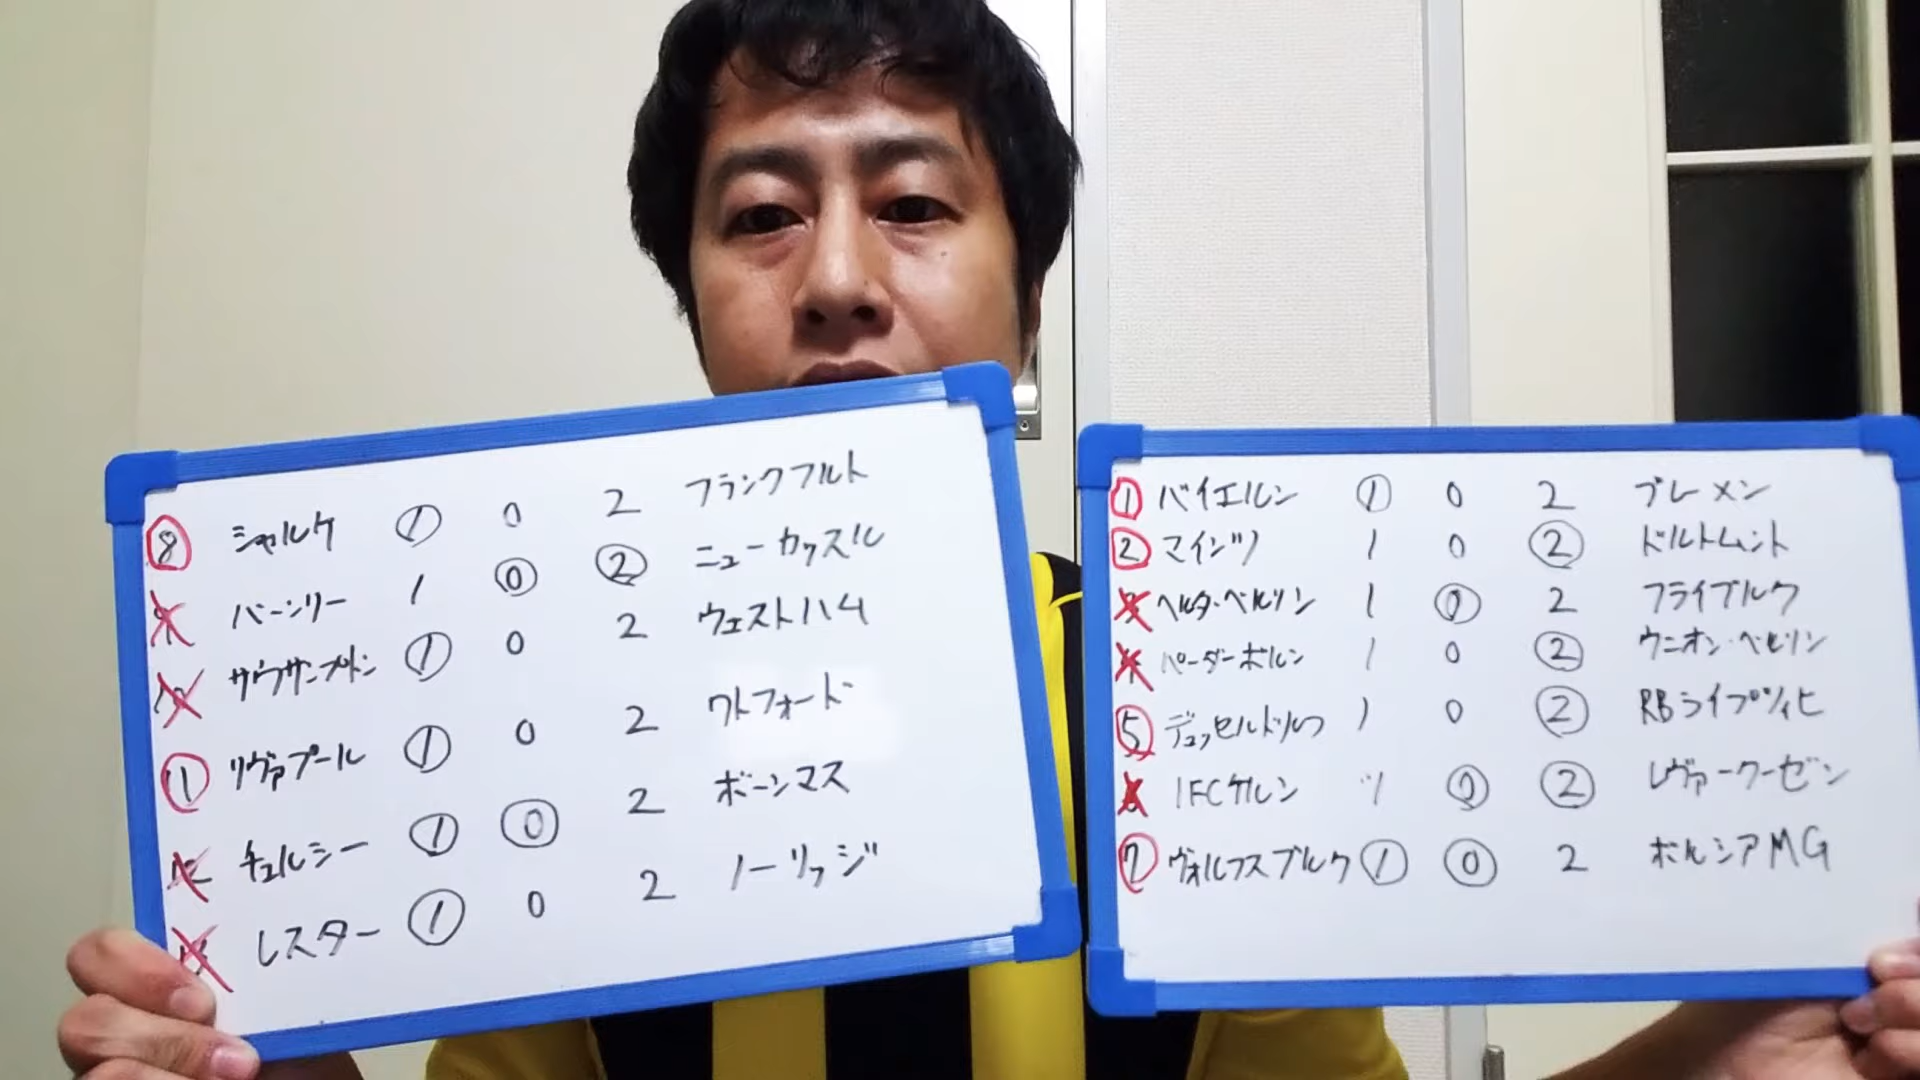 8 シャルケ 1 0 2 フランクフルト
バーンリー 1 0 2 ニューカッスル
サウサンプトン 1 0 2 ウェストハム
11 リヴァプール 1 0 2 ワトフォード
チェルシー 1 0 2 ボーンマス
レスター 1 0 2 ノーリッジ
1 バイエルン 1 0 2 ブレーメン
2 マインツ 1 0 2 ドルトムント
ヘルタ・ベルリン 1 0 2 フライブルク
パーダーボルン 1 0 2 ウニオン・ベルリン
5 デュッセルドルフ 1 0 2 RBライプツィヒ
1FCケルン 1 0 2 レヴァークーゼン
7 ヴォルフスブルク 1 0 2 ボルシアMG